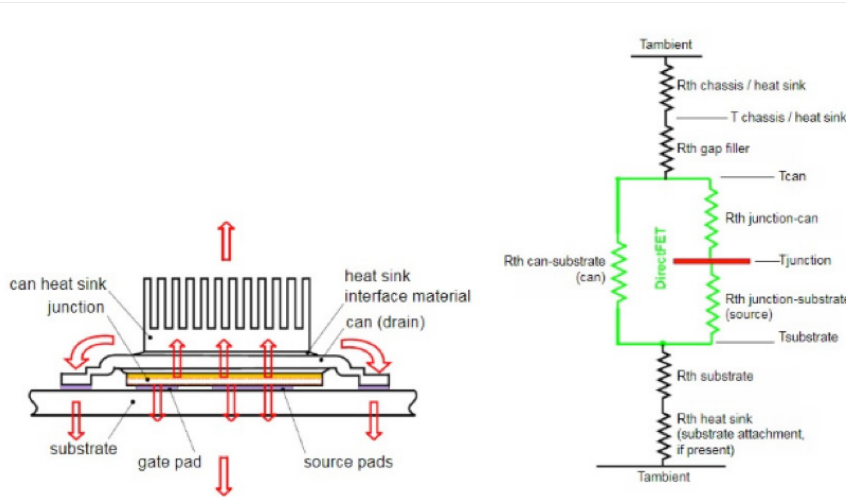 can heat sink
junction
heat sink
interface material
can (drain)
substrate
gate pad
source pads
Tambient
Rth chassis / heat sink
T chassis / heat sink
Rth gap filler
Tcan
Rth junction-can
Rth can-substrate
(can)
DirectFET
Tjunction
Rth junction-substrate
(source)
Tsubstrate
Rth substrate
Rth heat sink
(substrate attachment,
if present)
Tambient